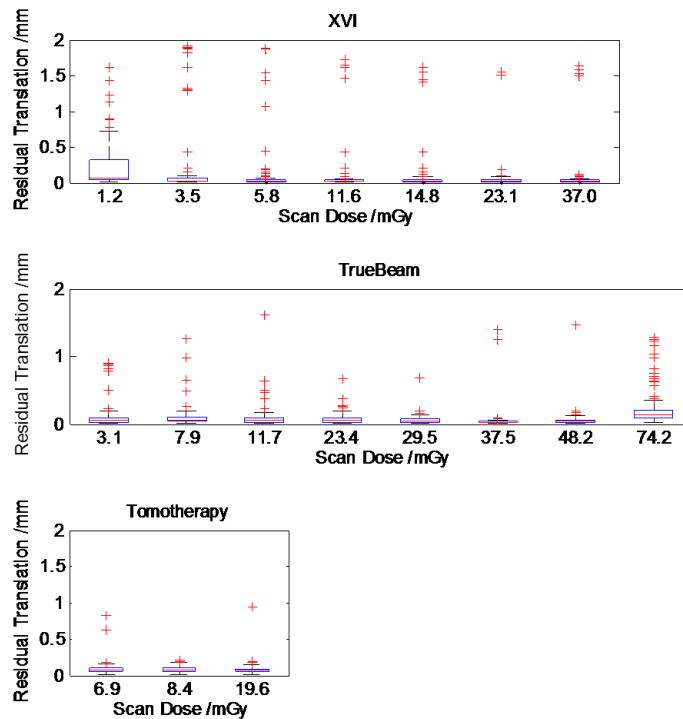 XVI
Residual Translation /mm
2
1.5
1
0.5
0
1.2 3.5 5.8 11.6 14.8 23.1 37.0
Scan Dose /mGy
TrueBeam
Residual Translation /mm
2
1
0
3.1 7.9 11.7 23.4 29.5 37.5 48.2 74.2
Scan Dose /mGy
Tomotherapy
Residual Translation /mm
2
1.5
1
0.5
0
6.9 8.4 19.6
Scan Dose /mGy